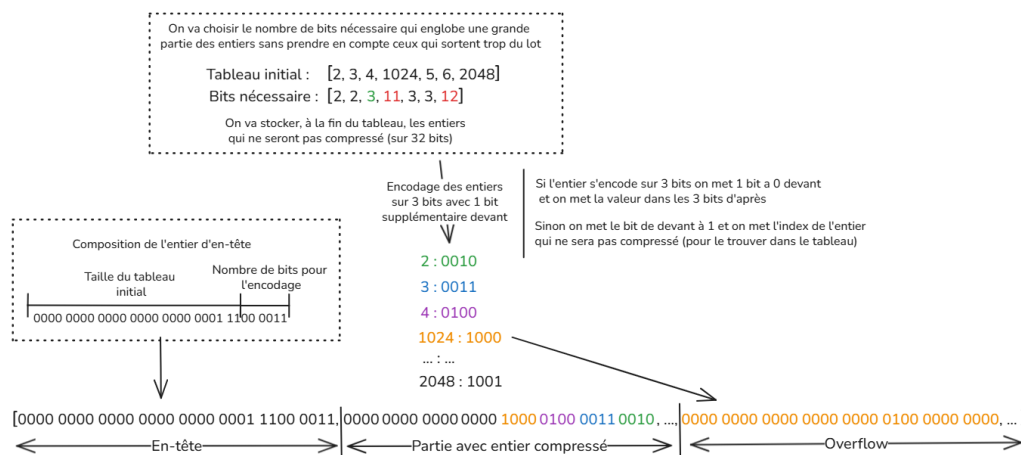 On va choisir le nombre de bits nécessaire qui englobe une grande
partie des entiers sans prendre en compte ceux qui sortent trop du lot
Tableau initial : [2, 3, 4, 1024, 5, 6, 2048]
Bits nécessaire : [2, 2, 3, 11, 3, 3, 12]
On va stocker, à la fin du tableau, les entiers
qui ne seront pas compressé (sur 32 bits)
Encodage des entiers
sur 3 bits avec 1 bit
supplémentaire devant
Si l'entier s'encode sur 3 bits on met 1 bit a 0 devant
et on met la valeur dans les 3 bits d'après
Sinon on met le bit de devant à 1 et on met l'index de l'entier
qui ne sera pas compressé (pour le trouver dans le tableau)
Composition de l'entier d'en-tête
Taille du tableau
initial
Nombre de bits pour
l'encodage
0000 0000 0000 0000 0000 0001 1100 0011
2 : 0010
3 : 0011
4 : 0100
1024 : 1000
... : ...
2048 : 1001
[0000 0000 0000 0000 0000 0001 1100 0011, 0000 0000 0000 0000 1000 0100 0011 0010, ..., 0000 0000 0000 0000 0000 0100 0000 0000, ...
En-tête
Partie avec entier compressé
Overflow